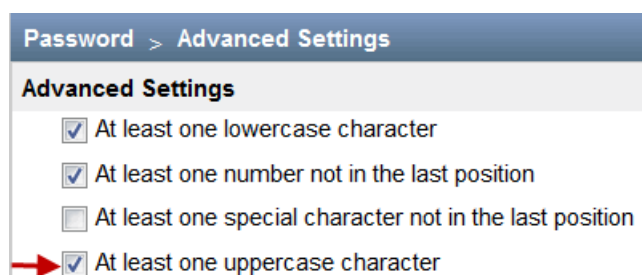 Password > Advanced Settings
Advanced Settings
At least one lowercase character
At least one number not in the last position
At least one special character not in the last position
At least one uppercase character